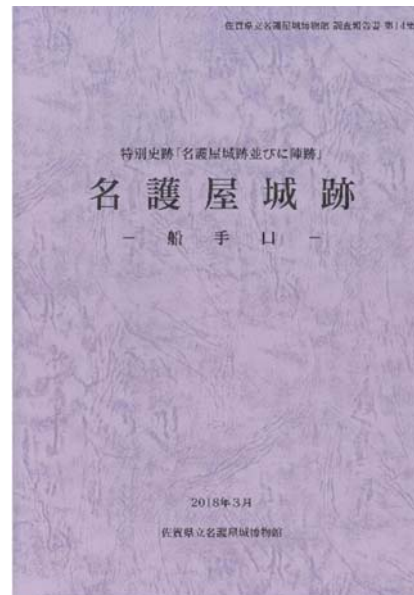 佐賀県立名護屋城博物館 調査報告書 第14集
特別史跡「名護屋城跡並びに陣跡」
名護屋城跡
－ 船手口 －
2018年3月
佐賀県立名護屋城博物館